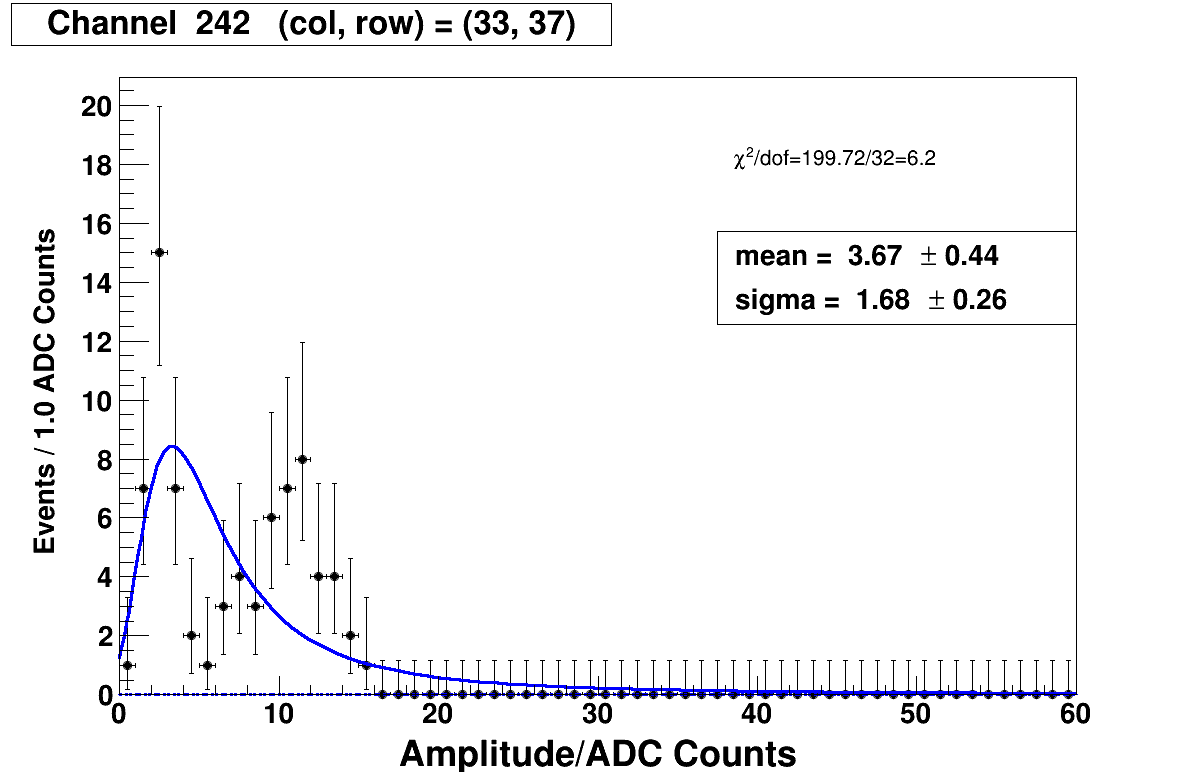 Channel  242   (col, row) = (33, 37)
χ²/dof=199.72/32=6.2
mean =  3.67  ± 0.44
sigma =  1.68  ± 0.26
Events / 1.0 ADC Counts
20
18
16
14
12
10
8
6
4
2
0
0 10 20 30 40 50 60
Amplitude/ADC Counts